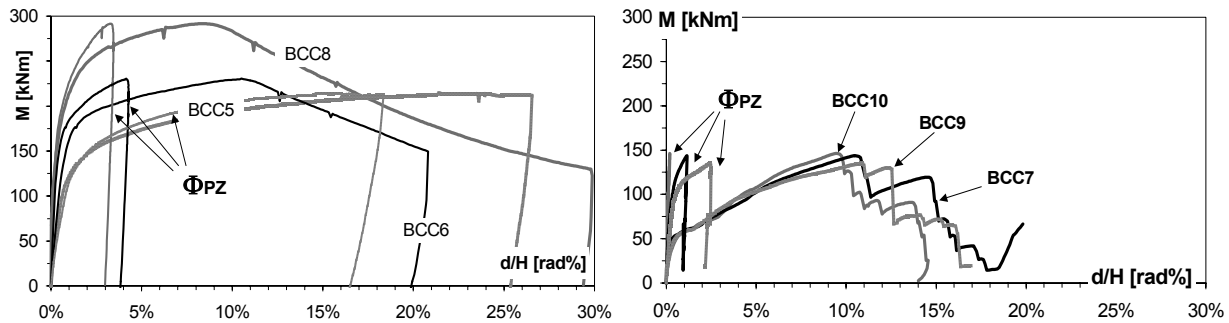 M [kNm]
300
250
200
150
100
50
0
0% 5% 10% 15% 20% 25% 30%
d/H [rad%]
BCC8
BCC5
ΦPZ
BCC6
M [kNm]
300
250
200
150
100
50
0
0% 5% 10% 15% 20% 25% 30%
d/H [rad%]
ΦPZ
BCC10
BCC9
BCC7